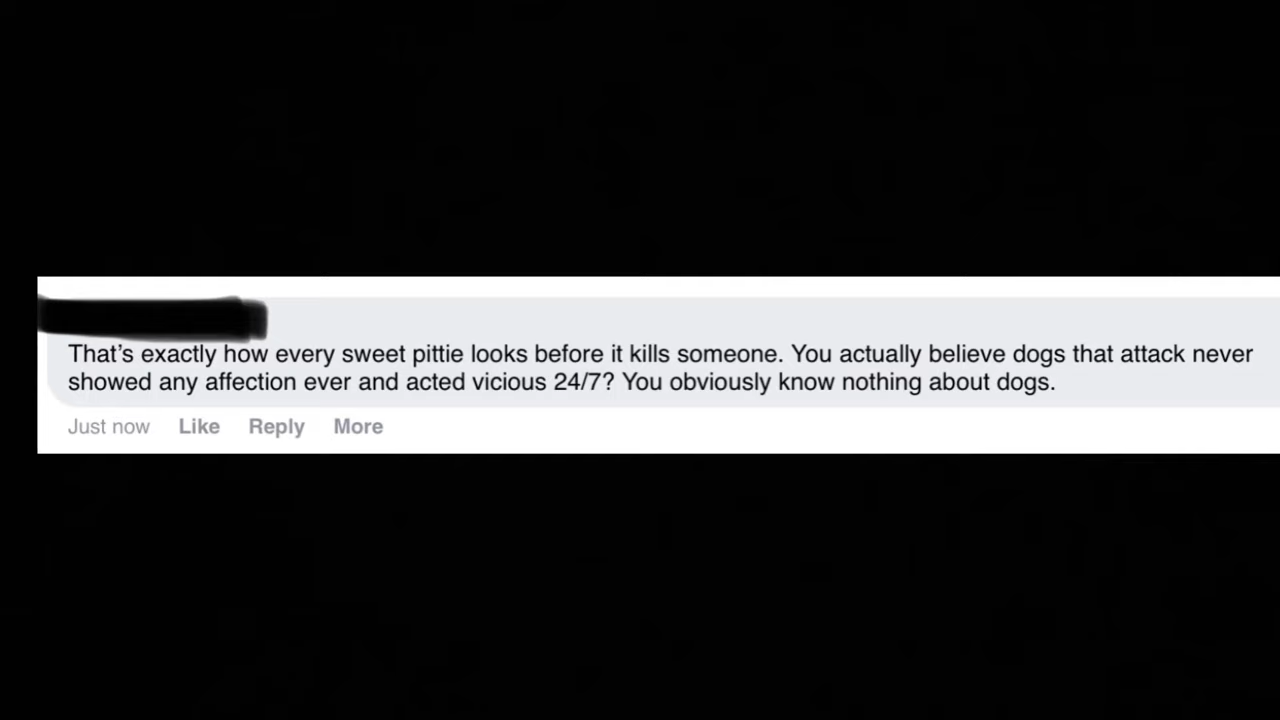 That’s exactly how every sweet pittie looks before it kills someone. You actually believe dogs that attack never
showed any affection ever and acted vicious 24/7? You obviously know nothing about dogs.
Just now Like Reply More